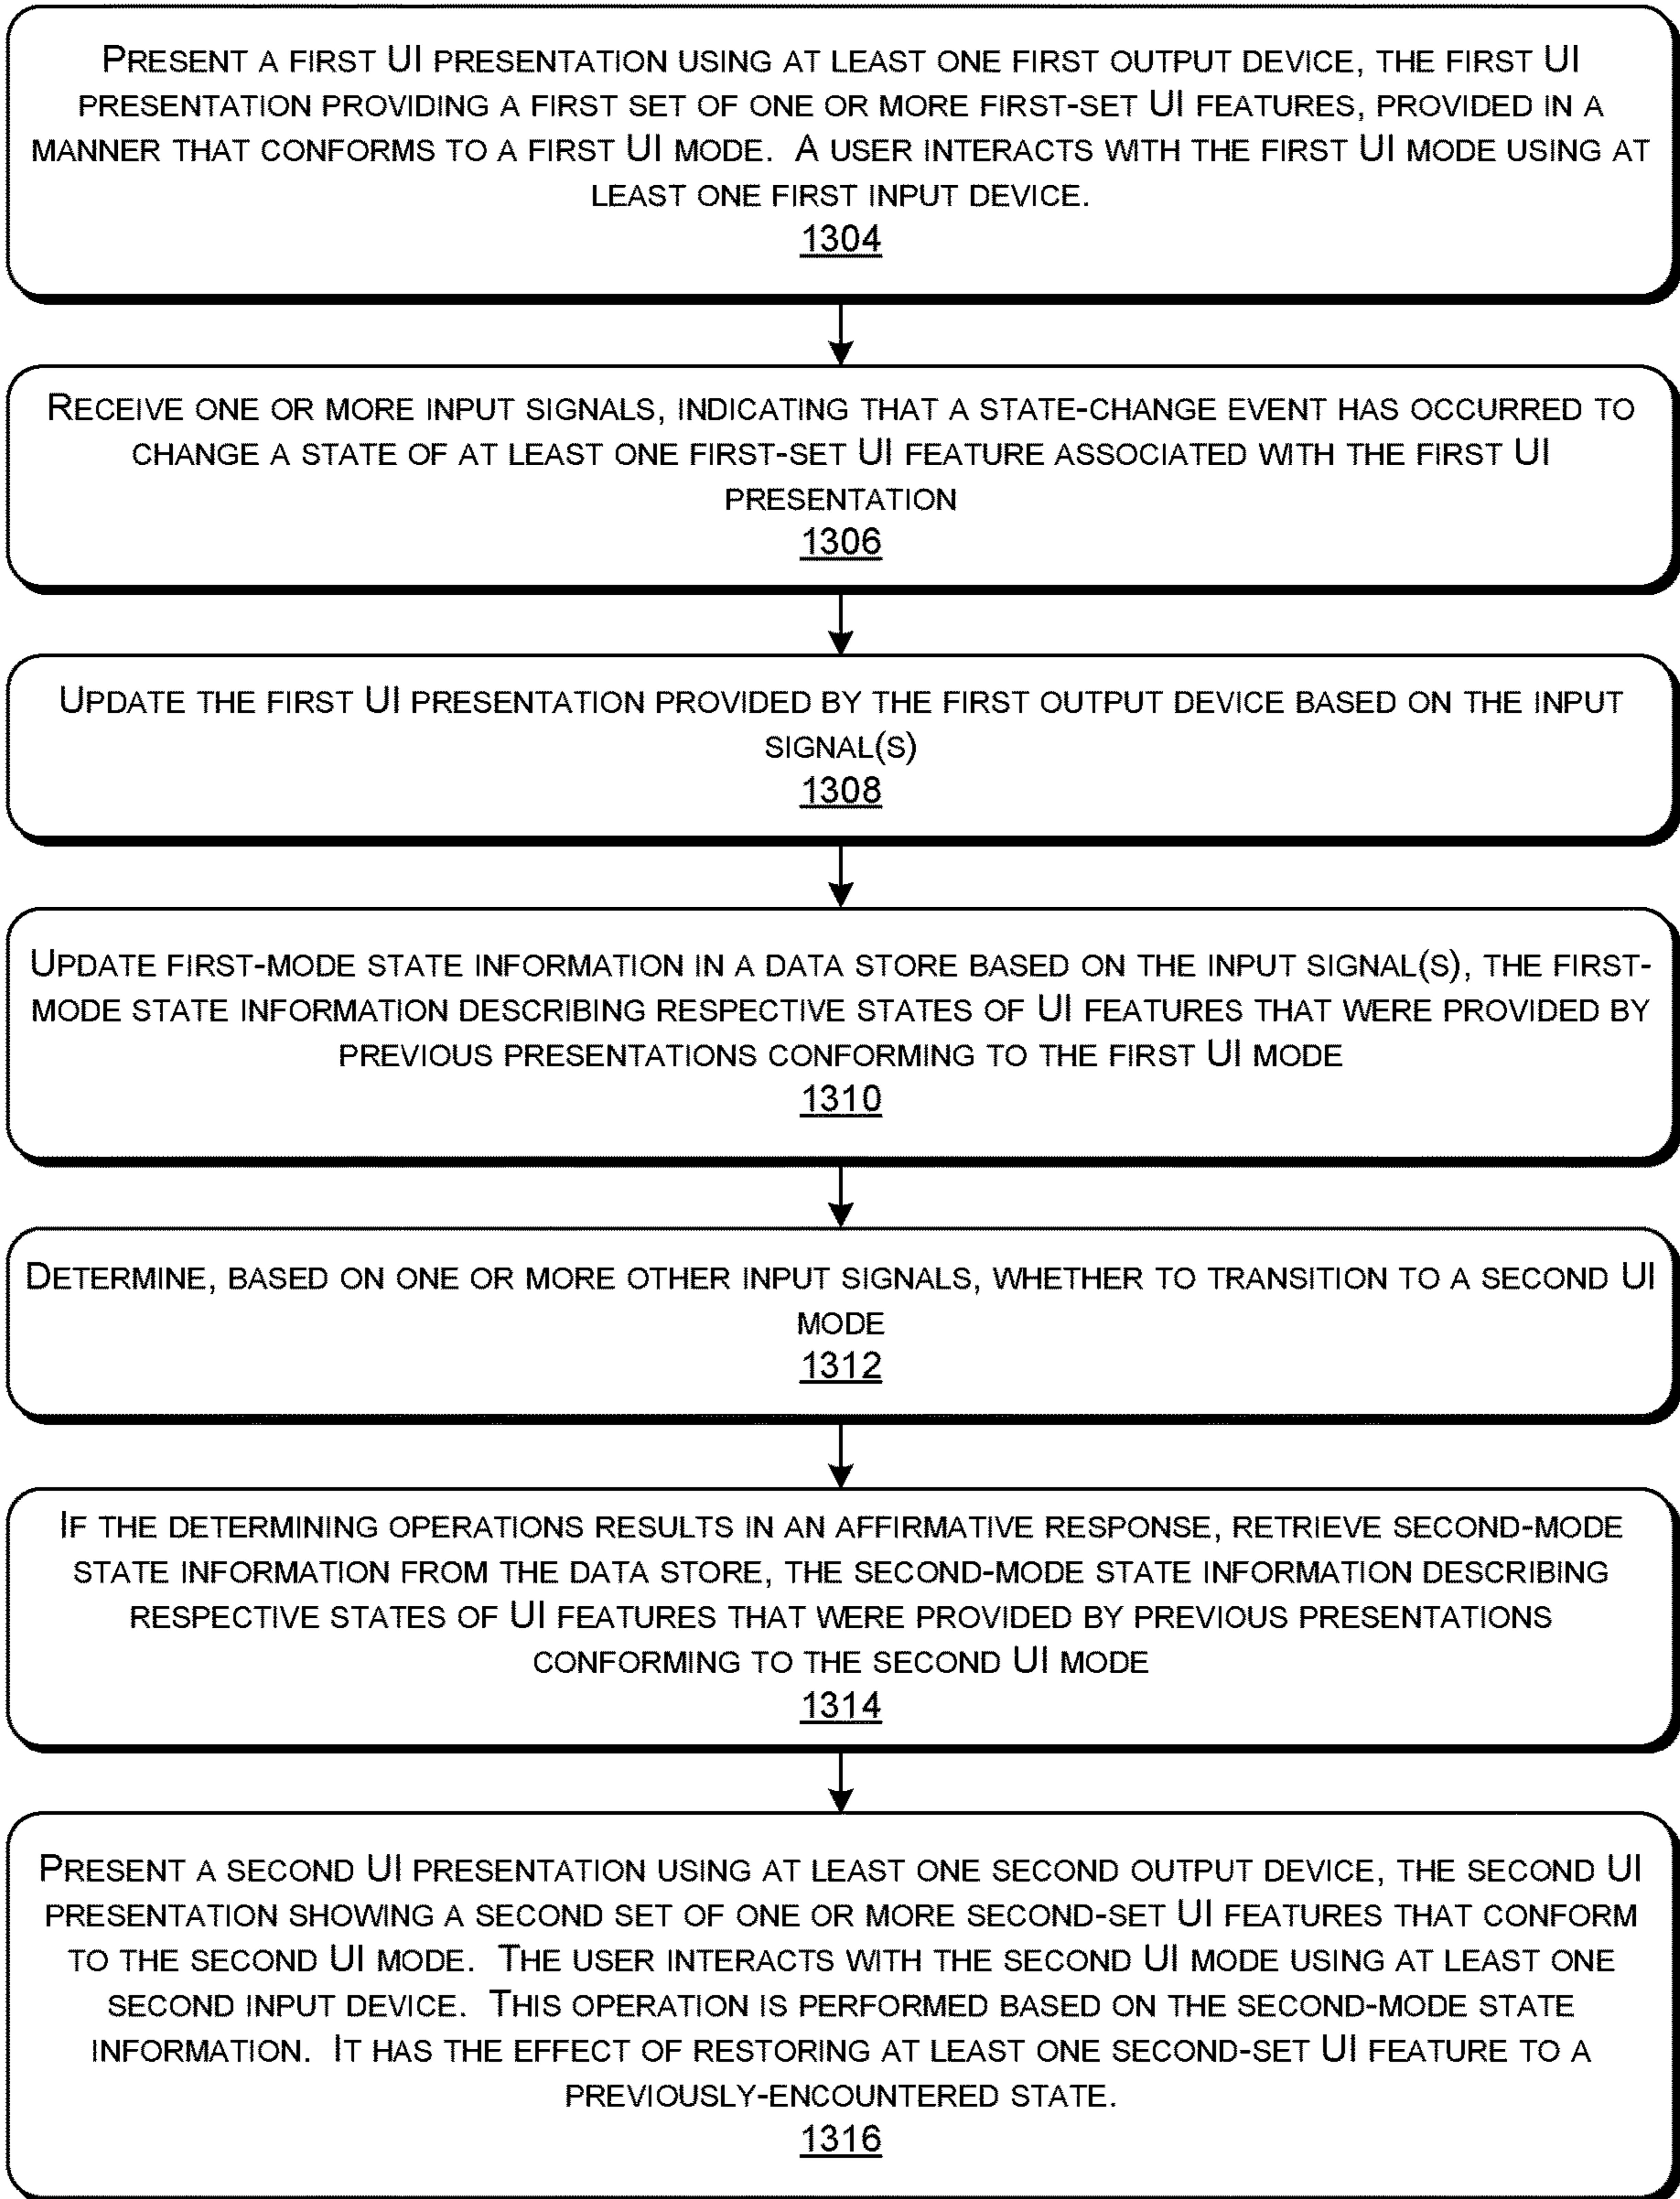 PRESENT A FIRST UI PRESENTATION USING AT LEAST ONE FIRST OUTPUT DEVICE, THE FIRST UI
PRESENTATION PROVIDING A FIRST SET OF ONE OR MORE FIRST-SET UI FEATURES, PROVIDED IN A
MANNER THAT CONFORMS TO A FIRST UI MODE. A USER INTERACTS WITH THE FIRST UI MODE USING AT
LEAST ONE FIRST INPUT DEVICE.
1304
RECEIVE ONE OR MORE INPUT SIGNALS, INDICATING THAT A STATE-CHANGE EVENT HAS OCCURRED TO
CHANGE A STATE OF AT LEAST ONE FIRST-SET UI FEATURE ASSOCIATED WITH THE FIRST UI
PRESENTATION
1306
UPDATE THE FIRST UI PRESENTATION PROVIDED BY THE FIRST OUTPUT DEVICE BASED ON THE INPUT
SIGNAL(S)
1308
UPDATE FIRST-MODE STATE INFORMATION IN A DATA STORE BASED ON THE INPUT SIGNAL(S), THE FIRST-
MODE STATE INFORMATION DESCRIBING RESPECTIVE STATES OF UI FEATURES THAT WERE PROVIDED BY
PREVIOUS PRESENTATIONS CONFORMING TO THE FIRST UI MODE
1310
DETERMINE, BASED ON ONE OR MORE OTHER INPUT SIGNALS, WHETHER TO TRANSITION TO A SECOND UI
MODE
1312
IF THE DETERMINING OPERATIONS RESULTS IN AN AFFIRMATIVE RESPONSE, RETRIEVE SECOND-MODE
STATE INFORMATION FROM THE DATA STORE, THE SECOND-MODE STATE INFORMATION DESCRIBING
RESPECTIVE STATES OF UI FEATURES THAT WERE PROVIDED BY PREVIOUS PRESENTATIONS
CONFORMING TO THE SECOND UI MODE
1314
PRESENT A SECOND UI PRESENTATION USING AT LEAST ONE SECOND OUTPUT DEVICE, THE SECOND UI
PRESENTATION SHOWING A SECOND SET OF ONE OR MORE SECOND-SET UI FEATURES THAT CONFORM
TO THE SECOND UI MODE. THE USER INTERACTS WITH THE SECOND UI MODE USING AT LEAST ONE
SECOND INPUT DEVICE. THIS OPERATION IS PERFORMED BASED ON THE SECOND-MODE STATE
INFORMATION. IT HAS THE EFFECT OF RESTORING AT LEAST ONE SECOND-SET UI FEATURE TO A
PREVIOUSLY-ENCOUNTERED STATE.
1316